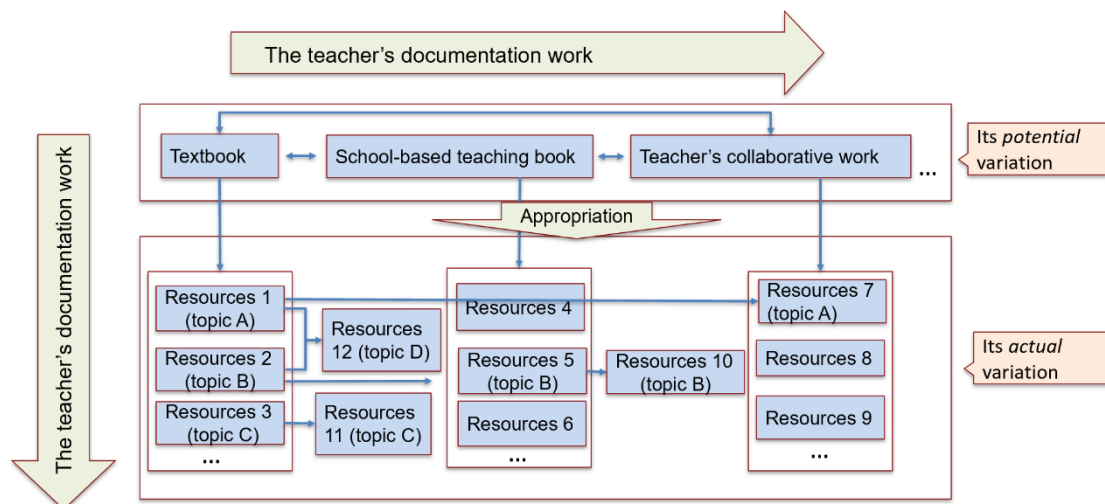 The teacher's documentation work
The teacher's documentation work
Textbook
School-based teaching book
Teacher's collaborative work
...
Its potential
variation
Appropriation
Resources 1
(topic A)
Resources 2
(topic B)
Resources 3
(topic C)
...
Resources
12 (topic D)
Resources
11 (topic C)
Resources 4
Resources 5
(topic B)
Resources 6
...
Resources 10
(topic B)
Resources 7
(topic A)
Resources 8
Resources 9
...
Its actual
variation